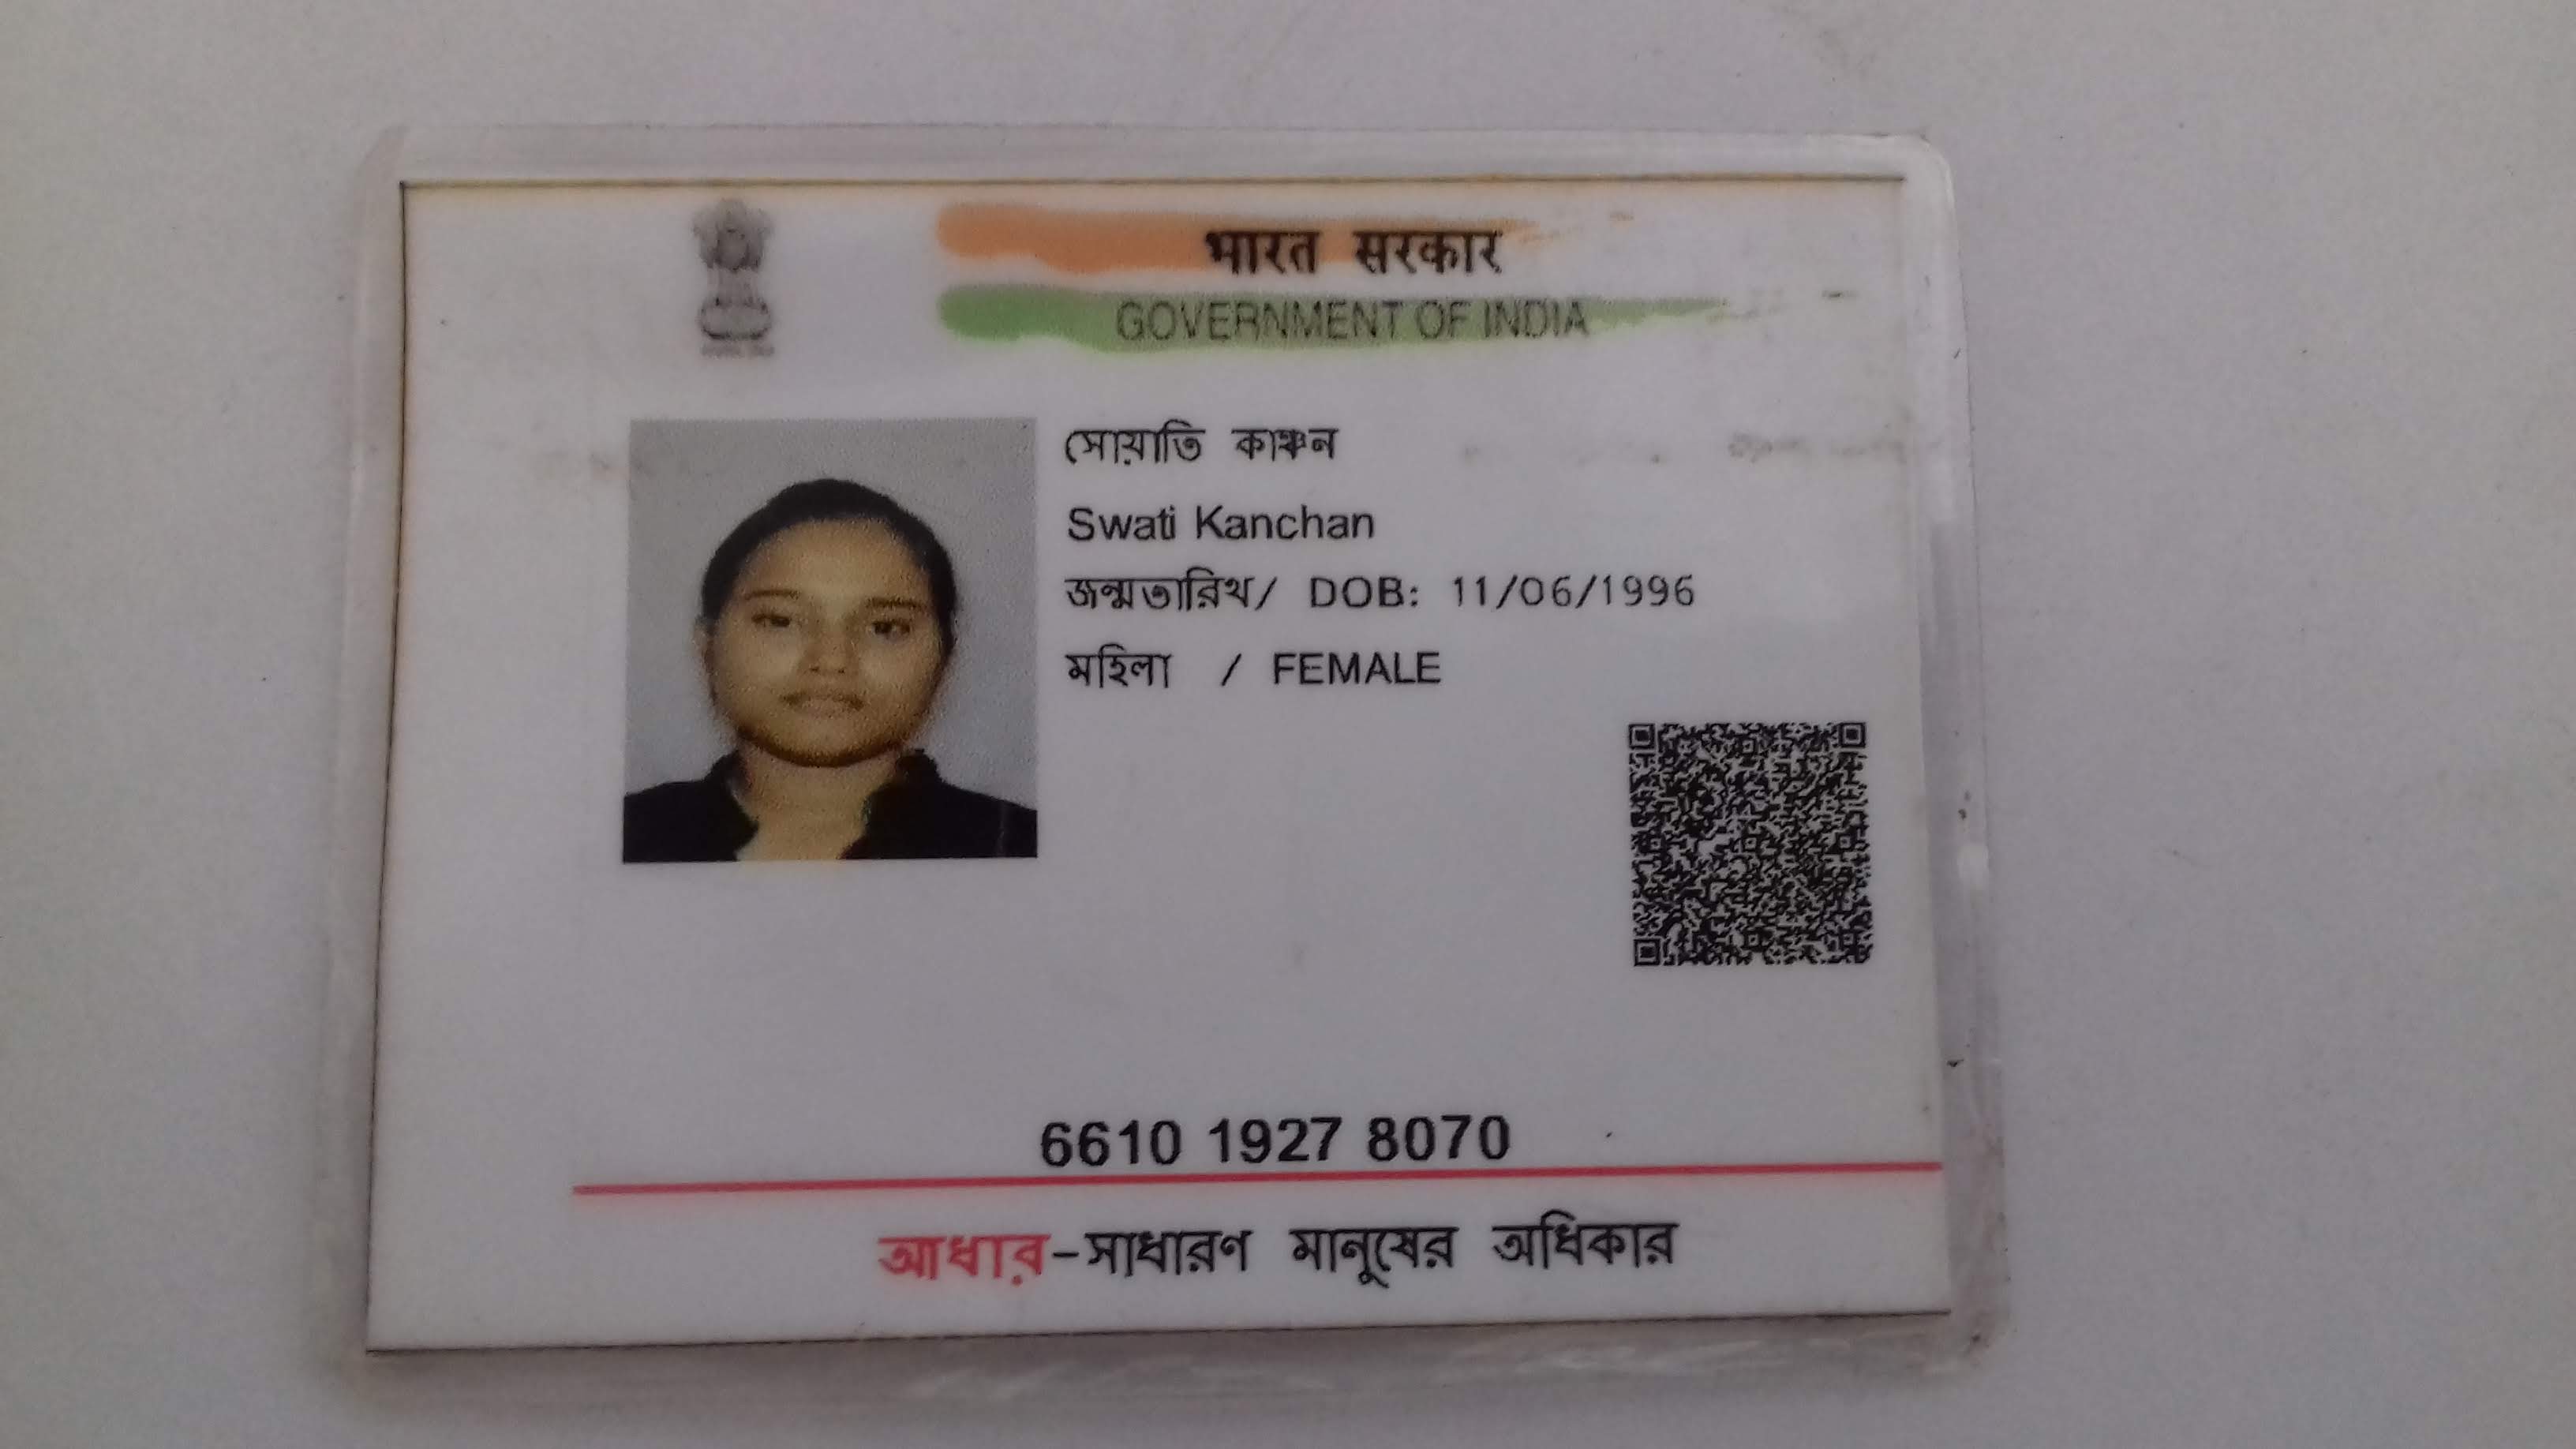 भारत सरकार
GOVERNMENT OF INDIA
সোয়াতি কাঞ্চন
Swati Kanchan
জন্মতারিখ/ DOB: 11/06/1996
মহিলা / FEMALE
6610 1927 8070
আধার-সাধারণ মানুষের অধিকার